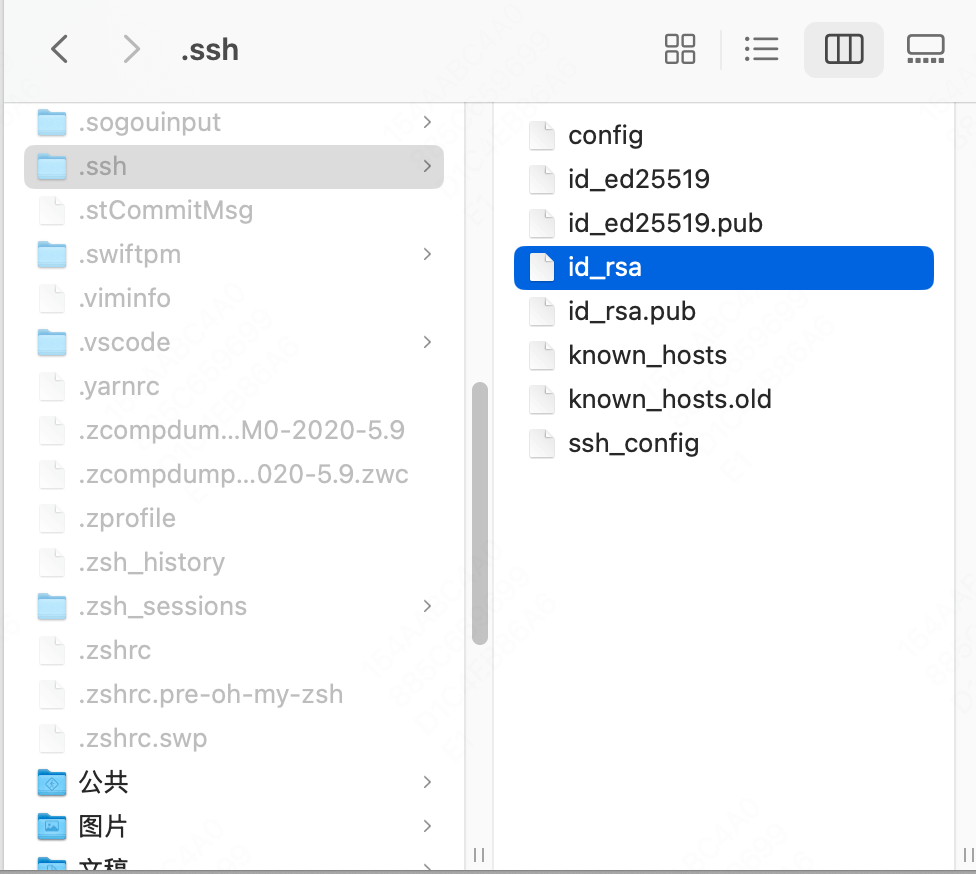 .ssh
.sogouinput
.ssh
.stCommitMsg
.swiftpm
.viminfo
.vscode
.yarnrc
.zcompdum...M0-2020-5.9
.zcompdump...020-5.9.zwc
.zprofile
.zsh_history
.zsh_sessions
.zshrc
.zshrc.pre-oh-my-zsh
.zshrc.swp
公共
图片
文稿
config
id_ed25519
id_ed25519.pub
id_rsa
id_rsa.pub
known_hosts
known_hosts.old
ssh_config